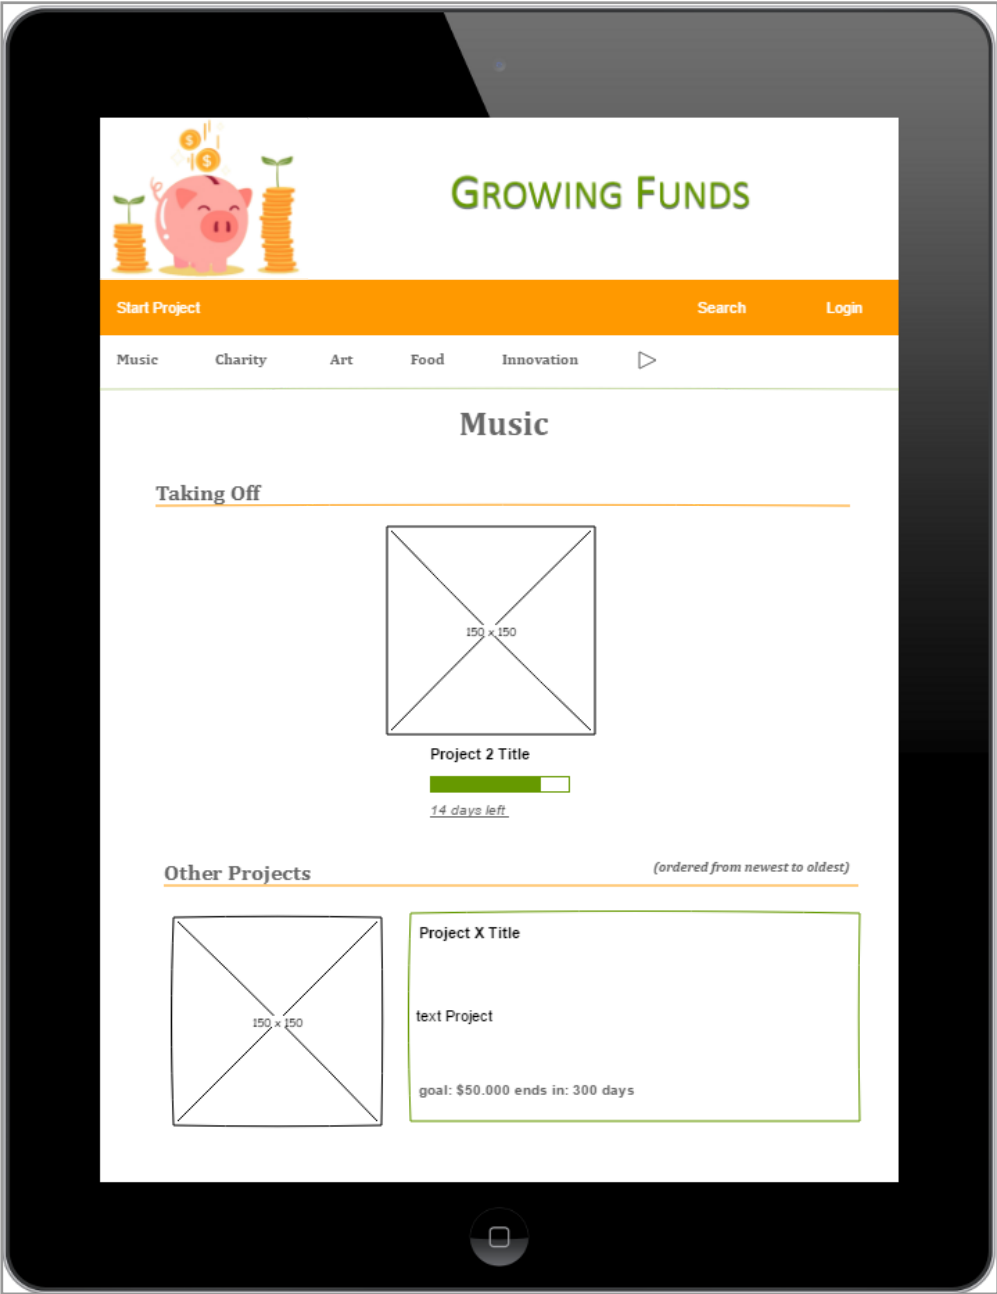 GROWING FUNDS
Start Project Search Login
Music Charity Art Food Innovation
Music
Taking Off
150 x 150
Project 2 Title
14 days left
Other Projects (ordered from newest to oldest)
Project X Title
150 x 150
text Project
goal: $50.000 ends in: 300 days